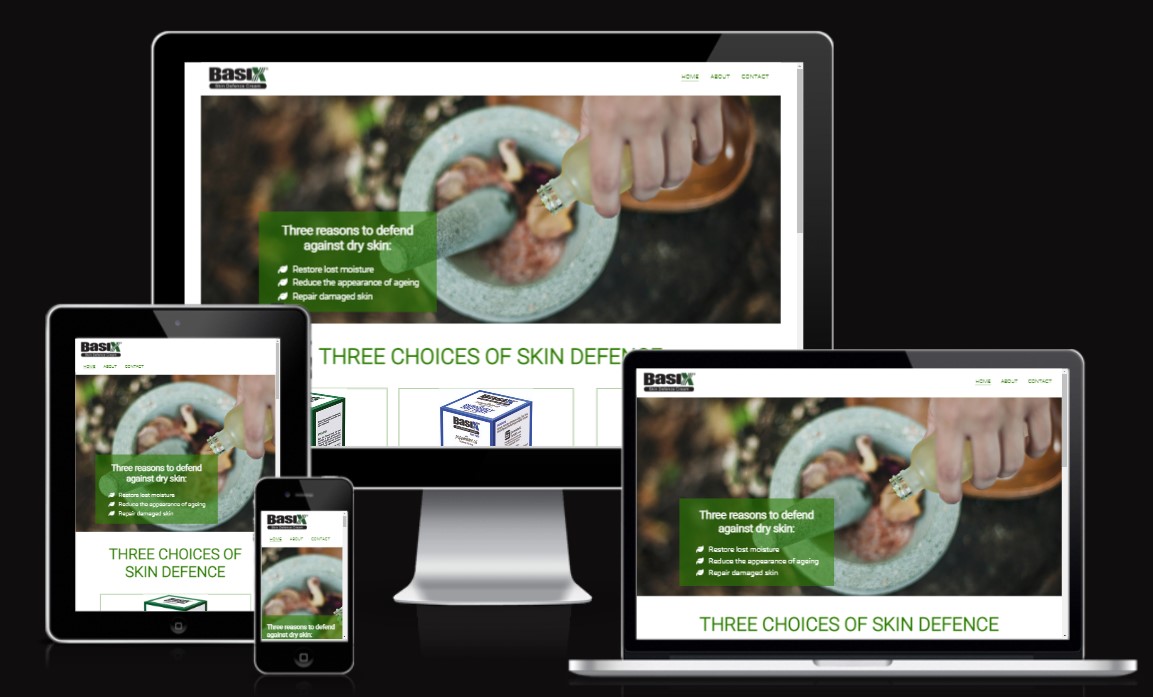 BasiX
Skin Defence Cream
HOME ABOUT CONTACT
Three reasons to defend
against dry skin:
Restore lost moisture
Reduce the appearance of ageing
Repair damaged skin
THREE CHOICES OF SKIN DEFENCE
BasiX
BasiX
Skin Defence Cream
HOME ABOUT CONTACT
Three reasons to defend
against dry skin:
Restore lost moisture
Reduce the appearance of ageing
Repair damaged skin
THREE CHOICES OF
SKIN DEFENCE
BasiX
Skin Defence Cream
HOME ABOUT CONTACT
Three reasons to defend
against dry skin:
BasiX
Skin Defence Cream
HOME ABOUT CONTACT
Three reasons to defend
against dry skin:
Restore lost moisture
Reduce the appearance of ageing
Repair damaged skin
THREE CHOICES OF SKIN DEFENCE